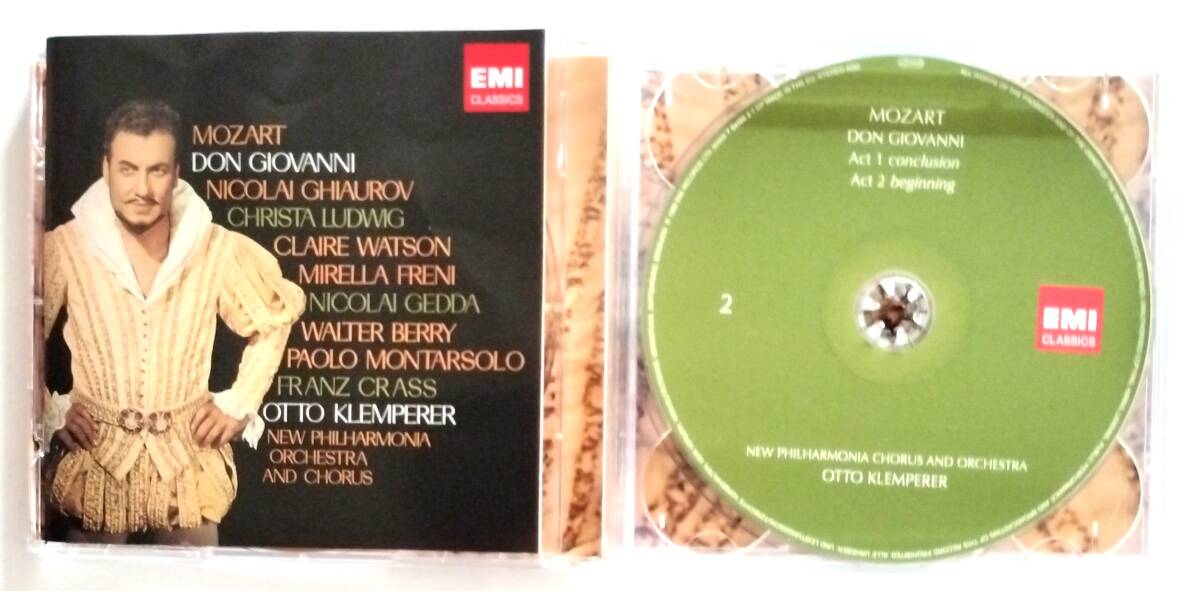 EMI
CLASSICS
MOZART
DON GIOVANNI
NICOLAI GHIAUROV
CHRISTA LUDWIG
CLAIRE WATSON
MIRELLA FRENI
NICOLAI GEDDA
WALTER BERRY
PAOLO MONTARSOLO
FRANZ CRASS
OTTO KLEMPERER
NEW PHILHARMONIA
ORCHESTRA
AND CHORUS
MOZART
DON GIOVANNI
Act 1 conclusion
Act 2 beginning
2
EMI
CLASSICS
NEW PHILHARMONIA CHORUS AND ORCHESTRA
OTTO KLEMPERER